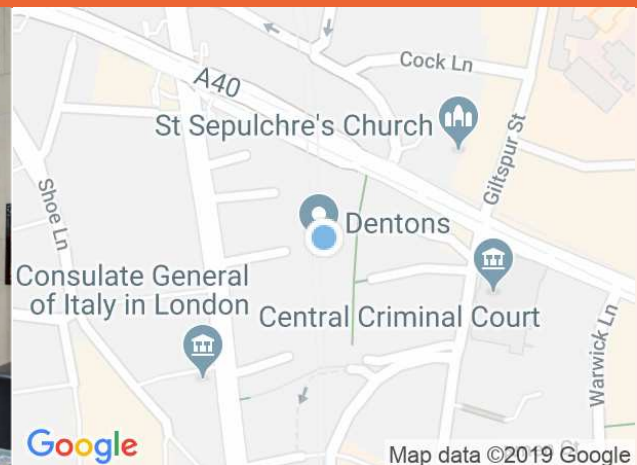 Cock Ln
A40
St Sepulchre's Church
Giltspur St
Shoe Ln
Dentons
Consulate General
of Italy in London
Central Criminal Court
Warwick Ln
Google
Map data ©2019 Google